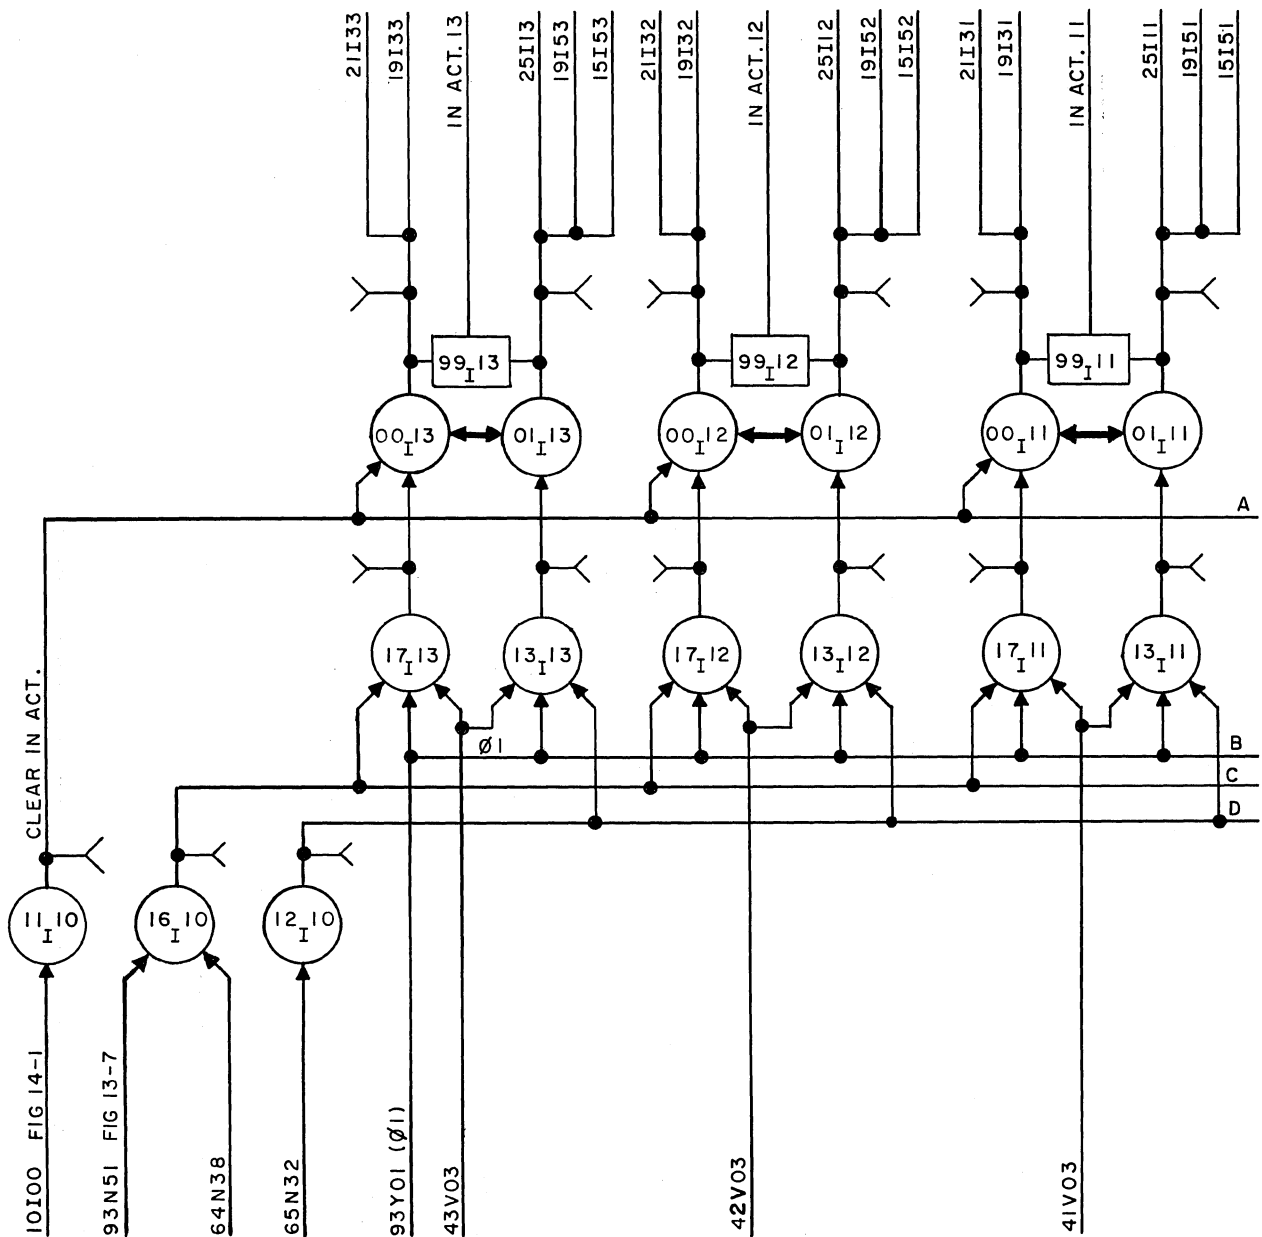 21I33
19I33
IN ACT. 13
25I13
19I53
15I53
21I32
19I32
IN ACT. 12
25I12
19I52
15I52
21I31
19I31
IN ACT. 11
25I11
19I51
15I51
99I13
99I12
99I11
00I13
01I13
00I12
01I12
00I11
01I11
A
17I13
13I13
17I12
13I12
17I11
13I11
CLEAR IN ACT.
Ø1
B
C
D
11I10
16I10
12I10
10I00 FIG 14-1
93N51 FIG 13-7
64N38
65N32
93Y01 (Ø1)
43V03
42V03
41V03